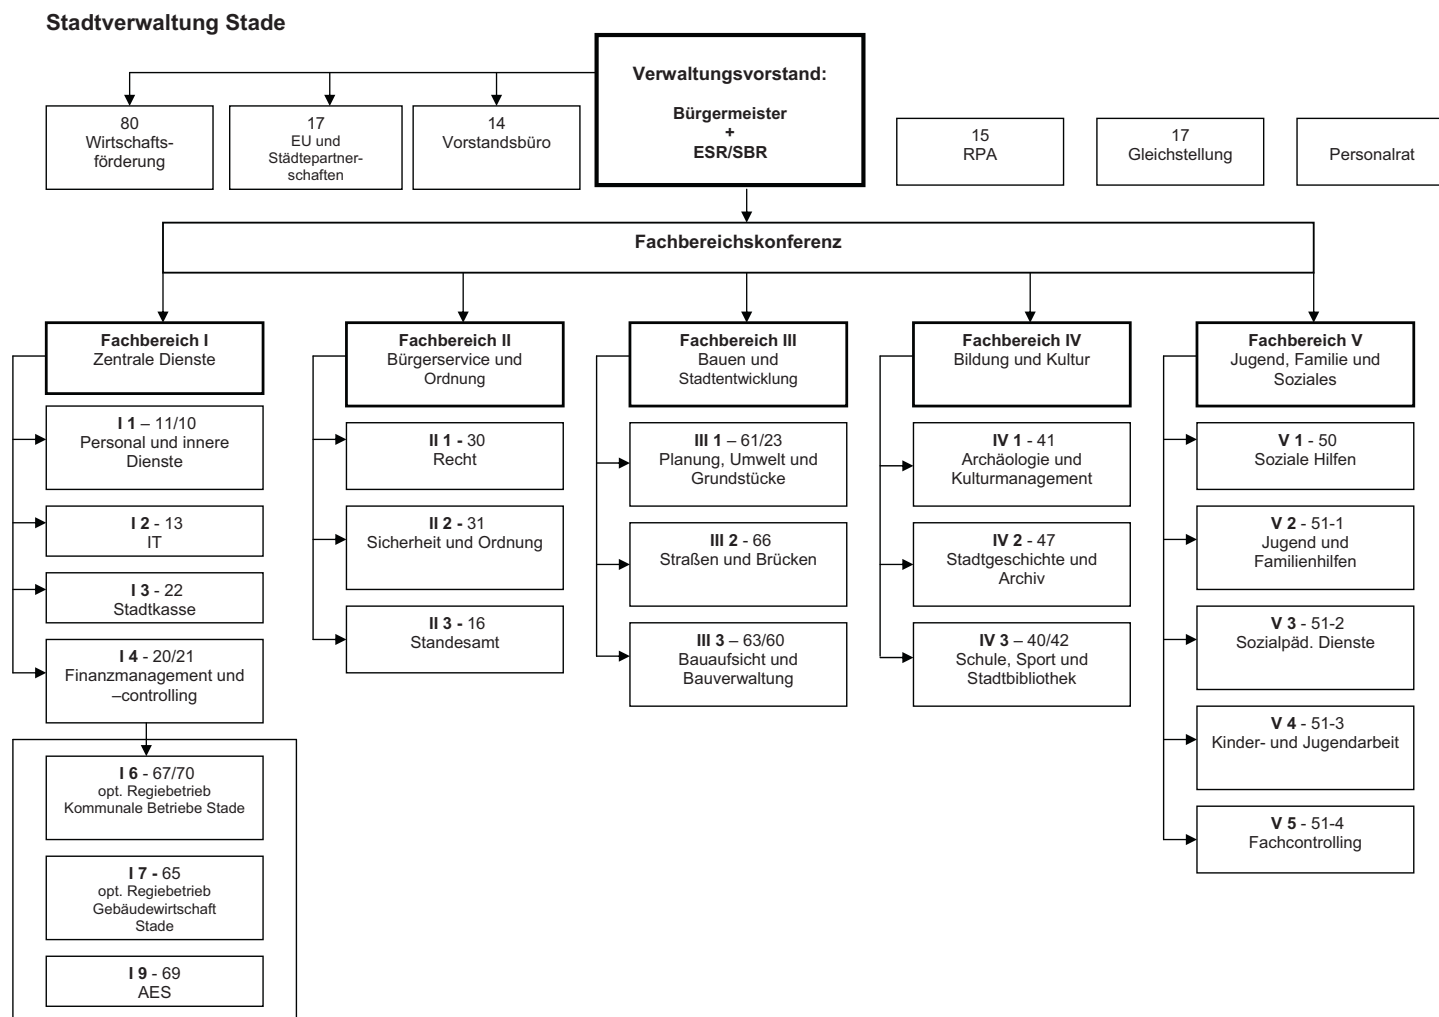 Stadtverwaltung Stade
Verwaltungsvorstand:
Bürgermeister
+
ESR/SBR
80
Wirtschafts-
förderung
17
EU und
Städtepartner-
schaften
14
Vorstandsbüro
15
RPA
17
Gleichstellung
Personalrat
Fachbereichskonferenz
Fachbereich I
Zentrale Dienste
I 1 – 11/10
Personal und innere
Dienste
I 2 - 13
IT
I 3 - 22
Stadtkasse
I 4 - 20/21
Finanzmanagement und
–controlling
I 6 - 67/70
opt. Regiebetrieb
Kommunale Betriebe Stade
I 7 - 65
opt. Regiebetrieb
Gebäudewirtschaft
Stade
I 9 - 69
AES
Fachbereich II
Bürgerservice und
Ordnung
II 1 - 30
Recht
II 2 - 31
Sicherheit und Ordnung
II 3 - 16
Standesamt
Fachbereich III
Bauen und
Stadtentwicklung
III 1 – 61/23
Planung, Umwelt und
Grundstücke
III 2 - 66
Straßen und Brücken
III 3 – 63/60
Bauaufsicht und
Bauverwaltung
Fachbereich IV
Bildung und Kultur
IV 1 - 41
Archäologie und
Kulturmanagement
IV 2 - 47
Stadtgeschichte und
Archiv
IV 3 – 40/42
Schule, Sport und
Stadtbibliothek
Fachbereich V
Jugend, Familie und
Soziales
V 1 - 50
Soziale Hilfen
V 2 - 51-1
Jugend und
Familienhilfen
V 3 - 51-2
Sozialpäd. Dienste
V 4 - 51-3
Kinder- und Jugendarbeit
V 5 - 51-4
Fachcontrolling